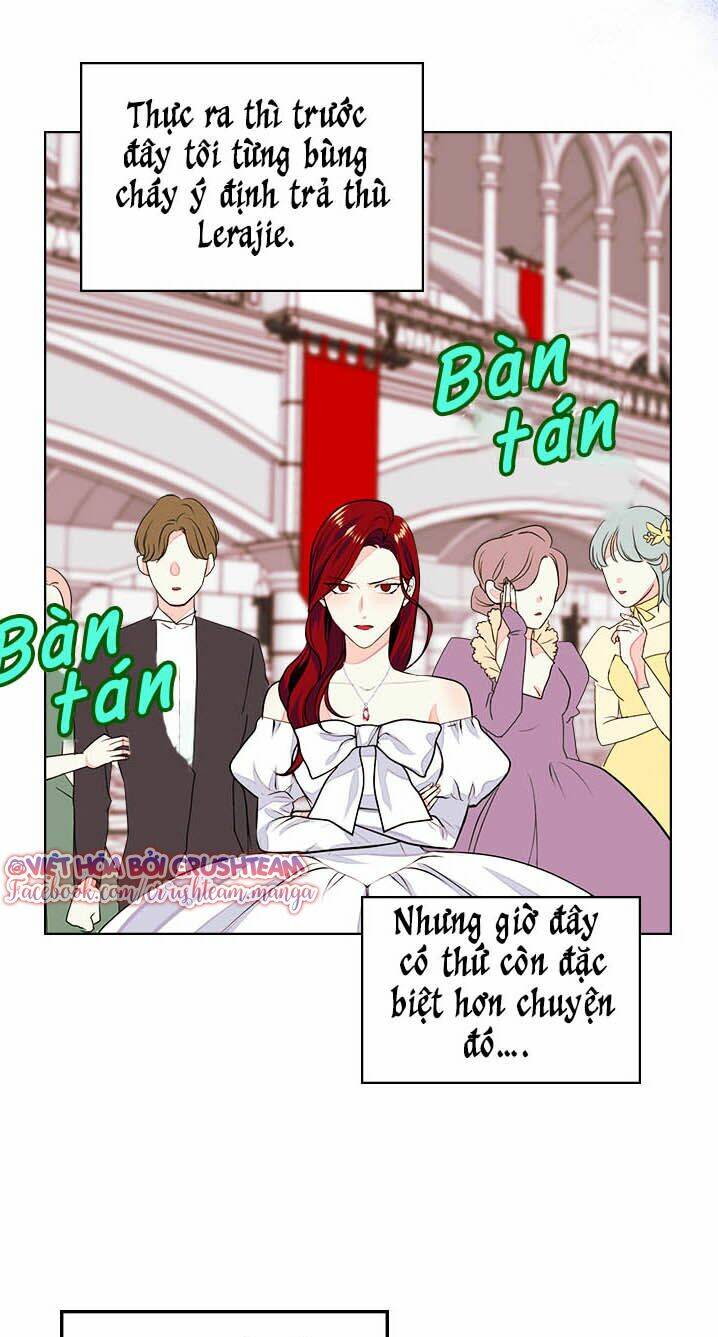 Thực ra thì trước
đây tôi từng bùng
cháy ý định trả thù
Lerajie.
Bàn
tán
Bàn
tán
©VIỆT HÓA BỞI CRUSHTEAM
Facebook.com/crushteam.manga
Nhưng giờ đây
có thứ còn đặc
biệt hơn chuyện
đó....